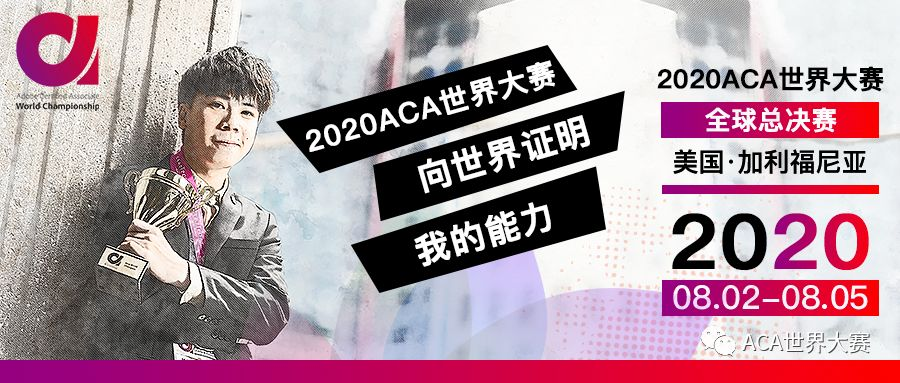 Adobe Certified Associate
World Championship
2020ACA世界大赛
向世界证明
我的能力
2020ACA世界大赛
全球总决赛
美国·加利福尼亚
2020
08.02-08.05
ACA世界大赛